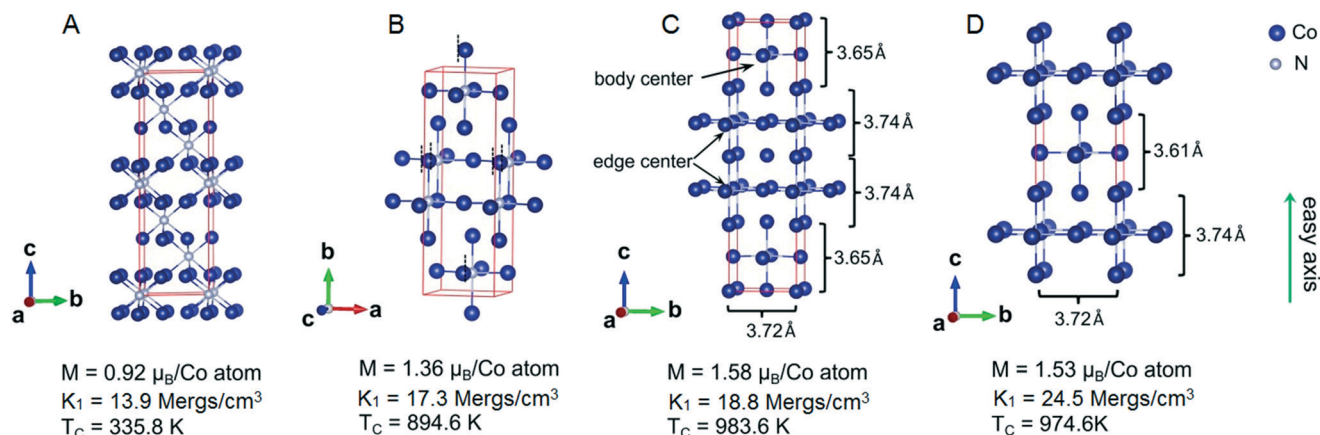 A
B
C
D
Co
N
body center
edge center
3.65Å
3.74Å
3.74Å
3.65Å
3.72Å
3.61Å
3.74Å
3.72Å
easy axis
c
a
b
b
c
a
c
a
b
c
a
b
M = 0.92 μB/Co atom
K1 = 13.9 Mergs/cm³
TC = 335.8 K
M = 1.36 μB/Co atom
K1 = 17.3 Mergs/cm³
TC = 894.6 K
M = 1.58 μB/Co atom
K1 = 18.8 Mergs/cm³
TC = 983.6 K
M = 1.53 μB/Co atom
K1 = 24.5 Mergs/cm³
TC = 974.6K